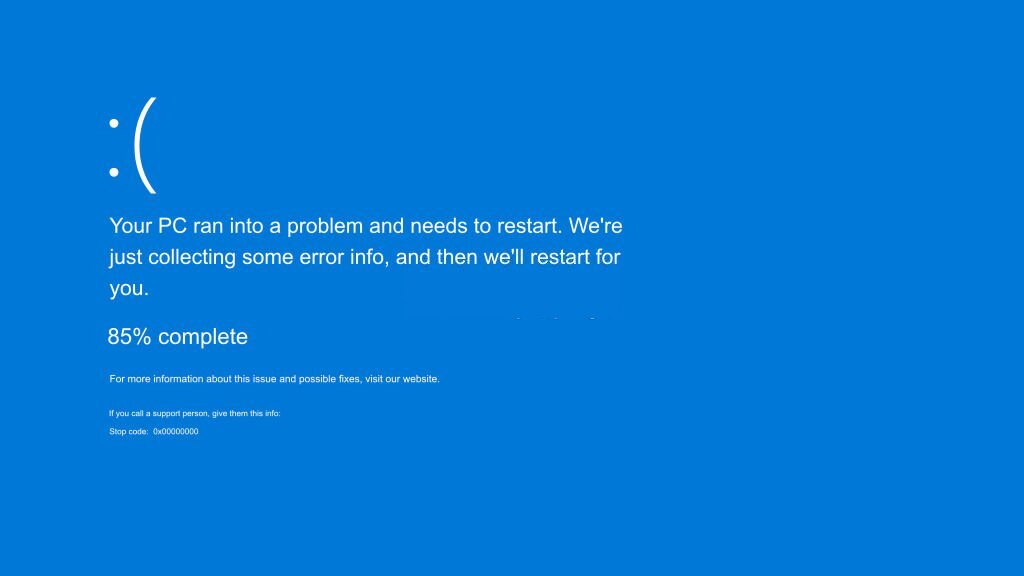 :(
Your PC ran into a problem and needs to restart. We're
just collecting some error info, and then we'll restart for
you.
85% complete
For more information about this issue and possible fixes, visit our website.
If you call a support person, give them this info:
Stop code: 0x00000000